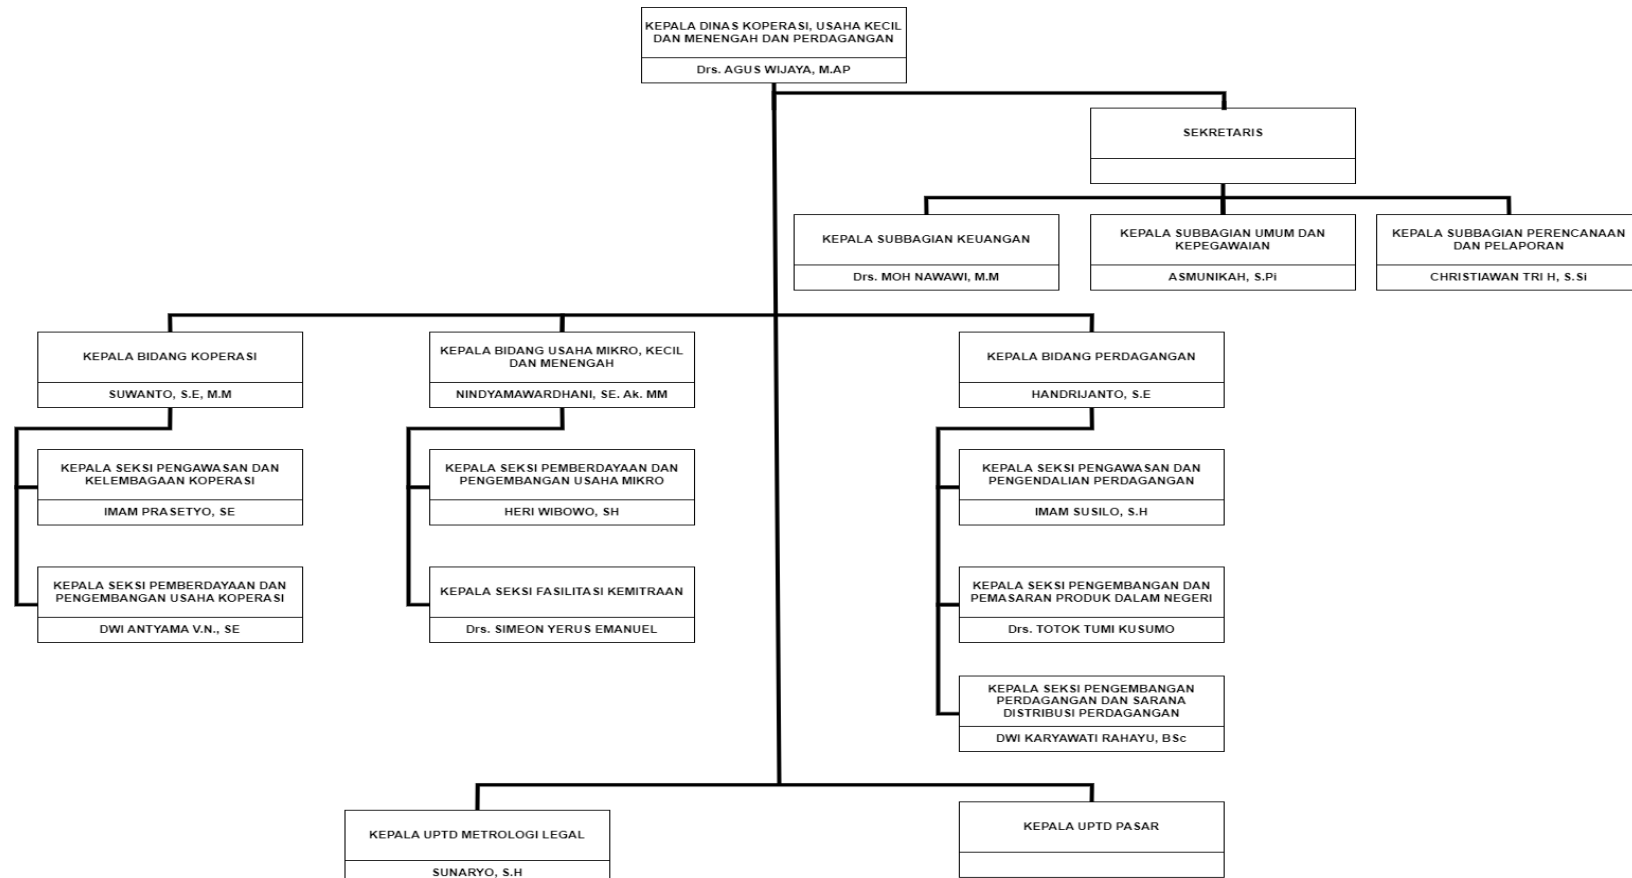 KEPALA DINAS KOPERASI, USAHA KECIL
DAN MENENGAH DAN PERDAGANGAN
Drs. AGUS WIJAYA, M.AP
SEKRETARIS
KEPALA SUBBAGIAN KEUANGAN
Drs. MOH NAWAWI, M.M
KEPALA SUBBAGIAN UMUM DAN
KEPEGAWAIAN
ASMUNIKAH, S.Pi
KEPALA SUBBAGIAN PERENCANAAN
DAN PELAPORAN
CHRISTIAWAN TRI H, S.Si
KEPALA BIDANG KOPERASI
SUWANTO, S.E, M.M
KEPALA SEKSI PENGAWASAN DAN
KELEMBAGAAN KOPERASI
IMAM PRASETYO, SE
KEPALA SEKSI PEMBERDAYAAN DAN
PENGEMBANGAN USAHA KOPERASI
DWI ANTYAMA V.N., SE
KEPALA BIDANG USAHA MIKRO, KECIL
DAN MENENGAH
NINDYAMAWARDHANI, SE. Ak. MM
KEPALA SEKSI PEMBERDAYAAN DAN
PENGEMBANGAN USAHA MIKRO
HERI WIBOWO, SH
KEPALA SEKSI FASILITASI KEMITRAAN
Drs. SIMEON YERUS EMANUEL
KEPALA BIDANG PERDAGANGAN
HANDRIJANTO, S.E
KEPALA SEKSI PENGAWASAN DAN
PENGENDALIAN PERDAGANGAN
IMAM SUSILO, S.H
KEPALA SEKSI PENGEMBANGAN DAN
PEMASARAN PRODUK DALAM NEGERI
Drs. TOTOK TUMI KUSUMO
KEPALA SEKSI PENGEMBANGAN
PERDAGANGAN DAN SARANA
DISTRIBUSI PERDAGANGAN
DWI KARYAWATI RAHAYU, BSc
KEPALA UPTD METROLOGI LEGAL
SUNARYO, S.H
KEPALA UPTD PASAR